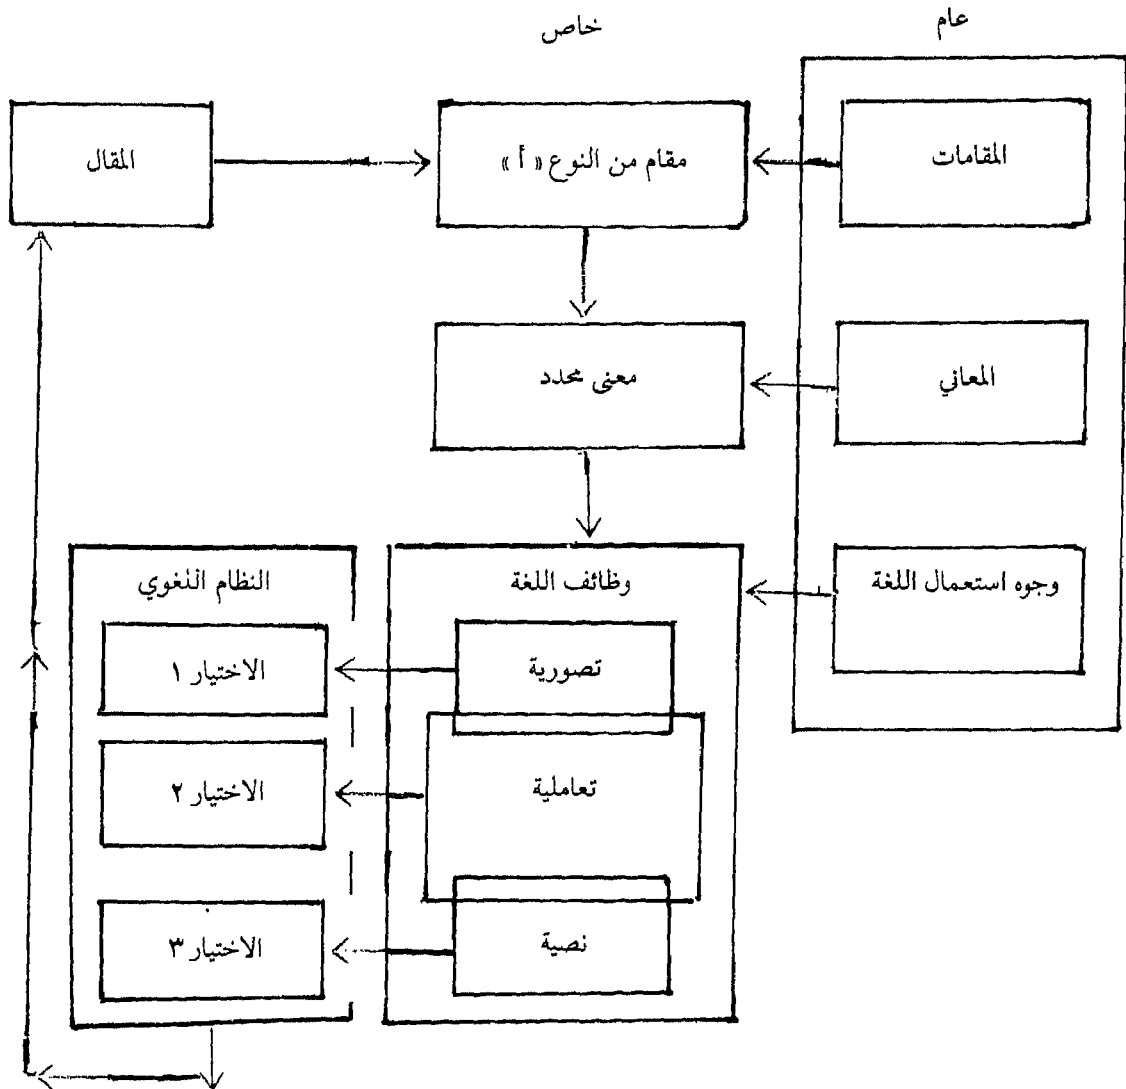 عام
خاص
المقامات
مقام من النوع « أ »
المقال
المعاني
معنى محدد
وجوه استعمال اللغة
وظائف اللغة
النظام اللغوي
تصورية
الاختيار ١
تعاملية
الاختيار ٢
نصية
الاختيار ٣